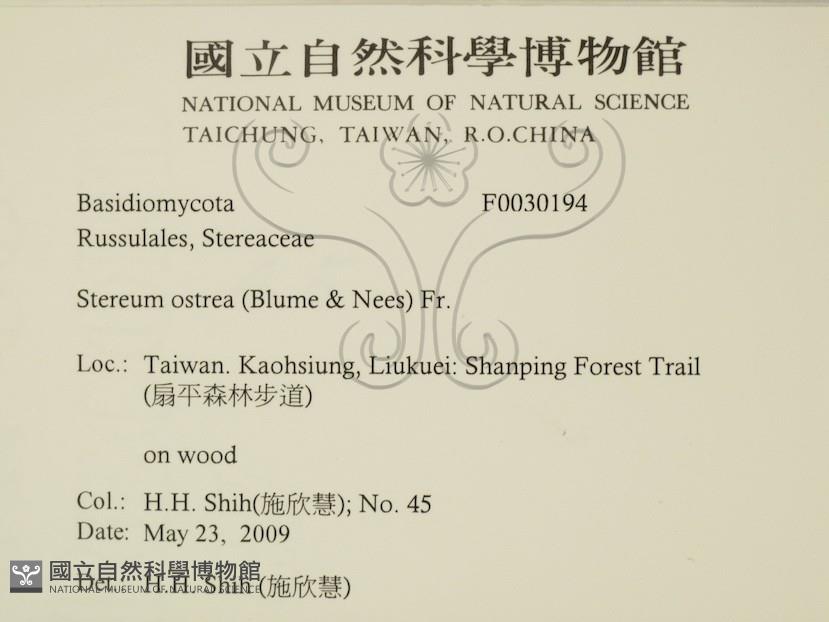 國立自然科學博物館
NATIONAL MUSEUM OF NATURAL SCIENCE
TAICHUNG, TAIWAN, R.O.CHINA
Basidiomycota F0030194
Russulales, Stereaceae
Stereum ostrea (Blume & Nees) Fr.
Loc.: Taiwan. Kaohsiung, Liukuei: Shanping Forest Trail
(扇平森林步道)
on wood
Col.: H.H. Shih(施欣慧); No. 45
Date: May 23, 2009
Det. H.H. Shih (施欣慧)
國立自然科學博物館
NATIONAL MUSEUM OF NATURAL SCIENCE